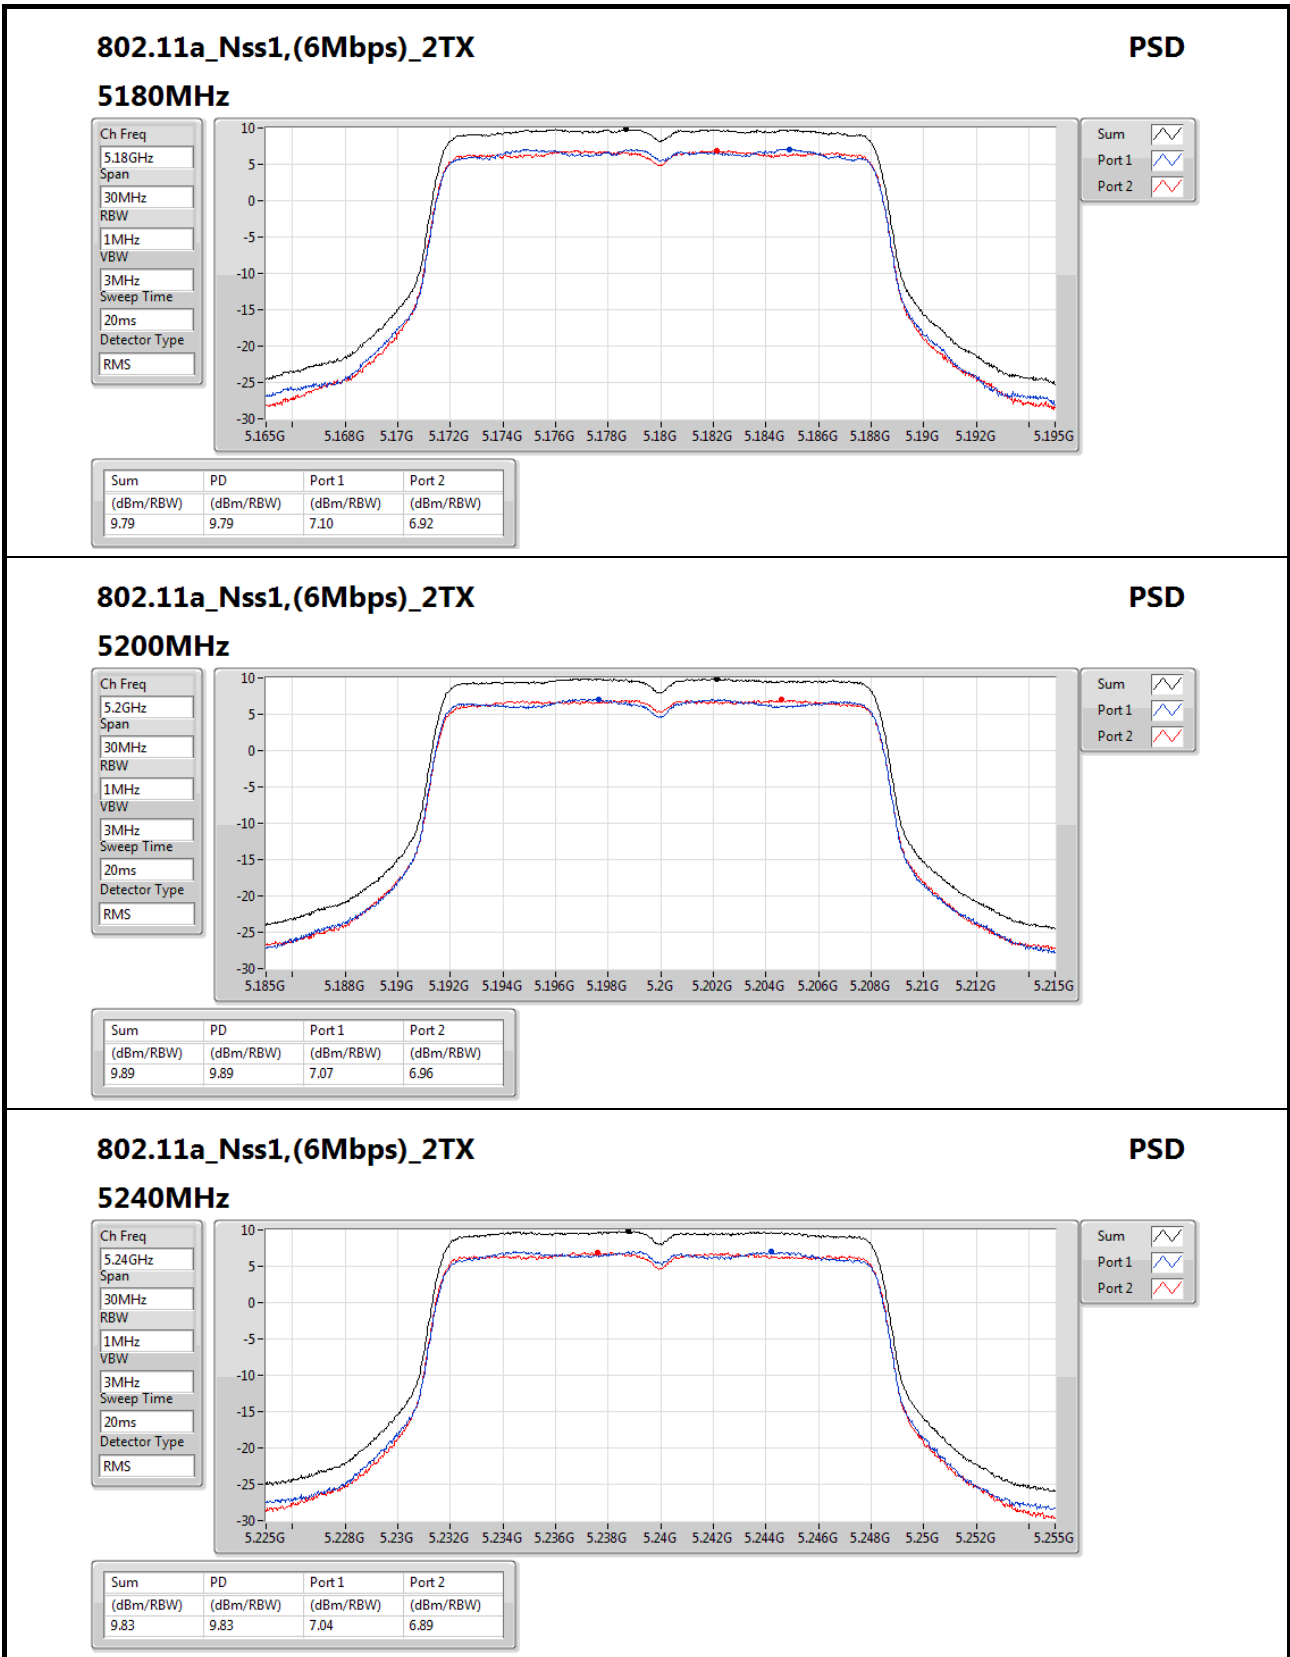 802.11a_Nss1,(6Mbps)_2TX PSD
5180MHz
Ch Freq
5.18GHz
Span
30MHz
RBW
1MHz
VBW
3MHz
Sweep Time
20ms
Detector Type
RMS
10
5
0
-5
-10
-15
-20
-25
-30
5.165G 5.168G 5.17G 5.172G 5.174G 5.176G 5.178G 5.18G 5.182G 5.184G 5.186G 5.188G 5.19G 5.192G 5.195G
Sum
Port 1
Port 2
Sum PD Port 1 Port 2
(dBm/RBW) (dBm/RBW) (dBm/RBW) (dBm/RBW)
9.79 9.79 7.10 6.92
802.11a_Nss1,(6Mbps)_2TX PSD
5200MHz
Ch Freq
5.2GHz
Span
30MHz
RBW
1MHz
VBW
3MHz
Sweep Time
20ms
Detector Type
RMS
10
5
0
-5
-10
-15
-20
-25
-30
5.185G 5.188G 5.19G 5.192G 5.194G 5.196G 5.198G 5.2G 5.202G 5.204G 5.206G 5.208G 5.21G 5.212G 5.215G
Sum
Port 1
Port 2
Sum PD Port 1 Port 2
(dBm/RBW) (dBm/RBW) (dBm/RBW) (dBm/RBW)
9.89 9.89 7.07 6.96
802.11a_Nss1,(6Mbps)_2TX PSD
5240MHz
Ch Freq
5.24GHz
Span
30MHz
RBW
1MHz
VBW
3MHz
Sweep Time
20ms
Detector Type
RMS
10
5
0
-5
-10
-15
-20
-25
-30
5.225G 5.228G 5.23G 5.232G 5.234G 5.236G 5.238G 5.24G 5.242G 5.244G 5.246G 5.248G 5.25G 5.252G 5.255G
Sum
Port 1
Port 2
Sum PD Port 1 Port 2
(dBm/RBW) (dBm/RBW) (dBm/RBW) (dBm/RBW)
9.83 9.83 7.04 6.89